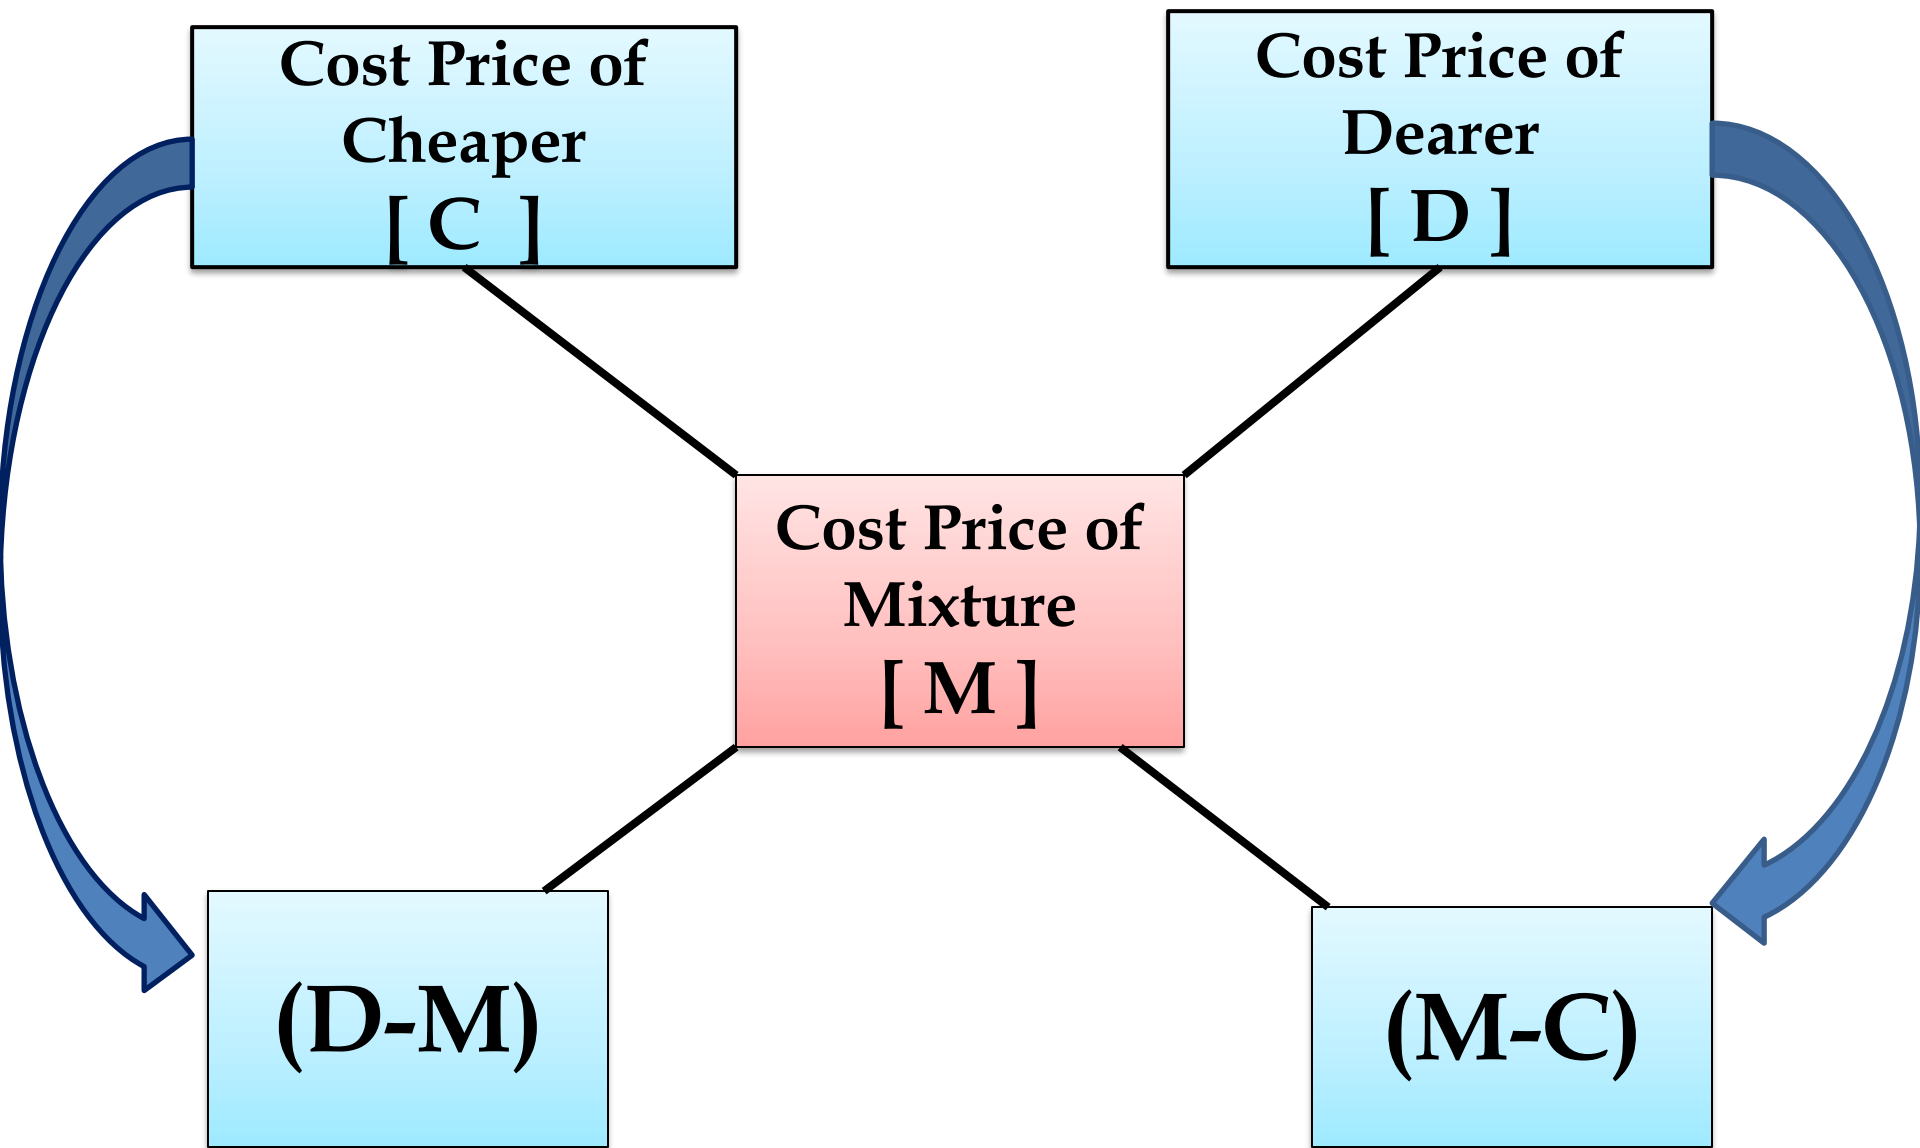 Cost Price of
Cheaper
[ C ]
Cost Price of
Dearer
[ D ]
Cost Price of
Mixture
[ M ]
(D-M)
(M-C)